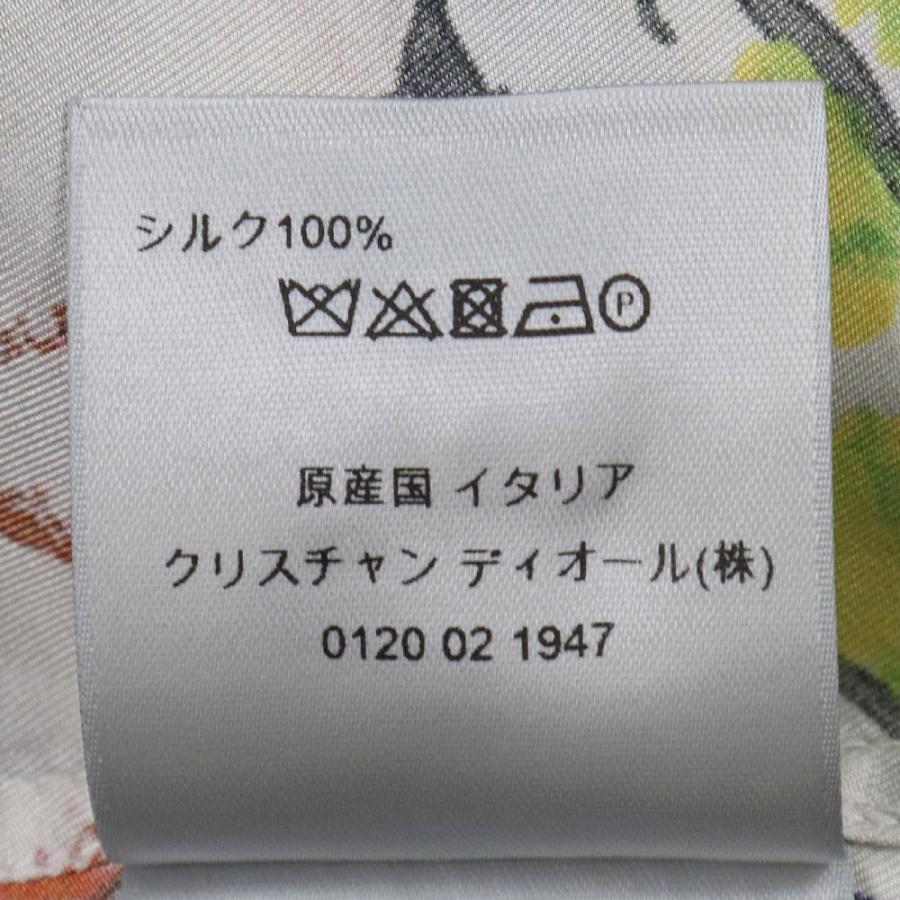 シルク100%
P
原産国 イタリア
クリスチャン ディオール(株)
0120 02 1947